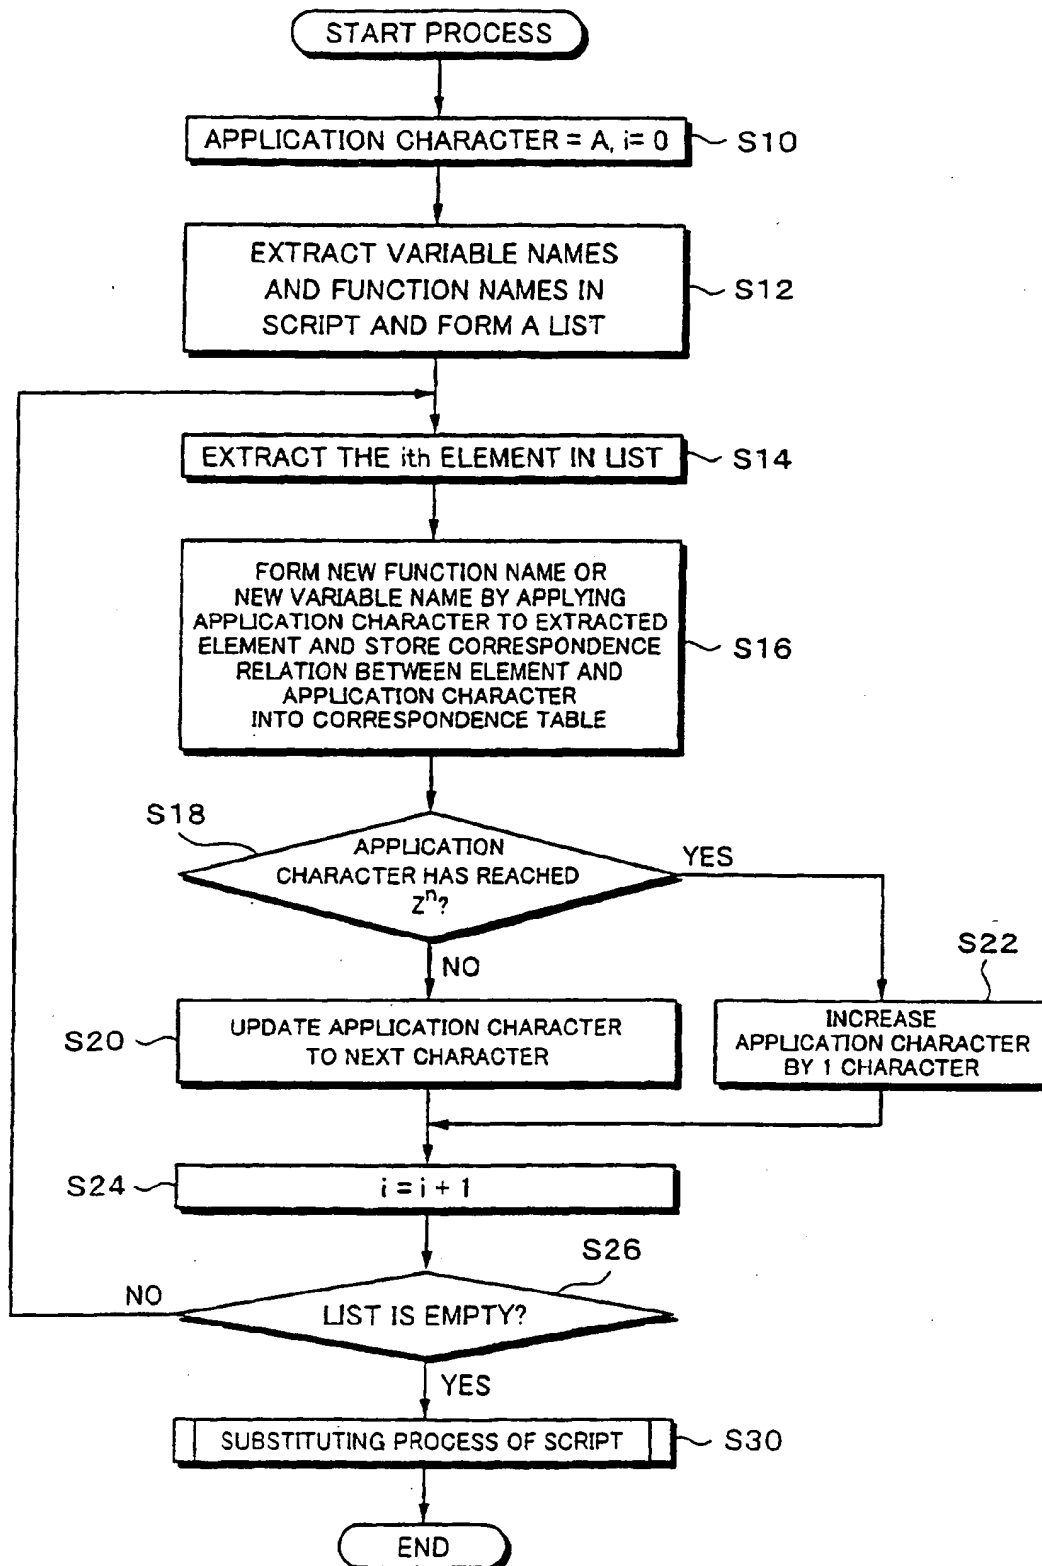 START PROCESS
APPLICATION CHARACTER = A, i= 0
S10
EXTRACT VARIABLE NAMES
AND FUNCTION NAMES IN
SCRIPT AND FORM A LIST
S12
EXTRACT THE ith ELEMENT IN LIST
S14
FORM NEW FUNCTION NAME OR
NEW VARIABLE NAME BY APPLYING
APPLICATION CHARACTER TO EXTRACTED
ELEMENT AND STORE CORRESPONDENCE
RELATION BETWEEN ELEMENT AND
APPLICATION CHARACTER
INTO CORRESPONDENCE TABLE
S16
S18
APPLICATION
CHARACTER HAS REACHED
Zⁿ?
YES
NO
S22
INCREASE
APPLICATION CHARACTER
BY 1 CHARACTER
S20
UPDATE APPLICATION CHARACTER
TO NEXT CHARACTER
S24
i = i + 1
S26
NO
LIST IS EMPTY?
YES
SUBSTITUTING PROCESS OF SCRIPT
S30
END